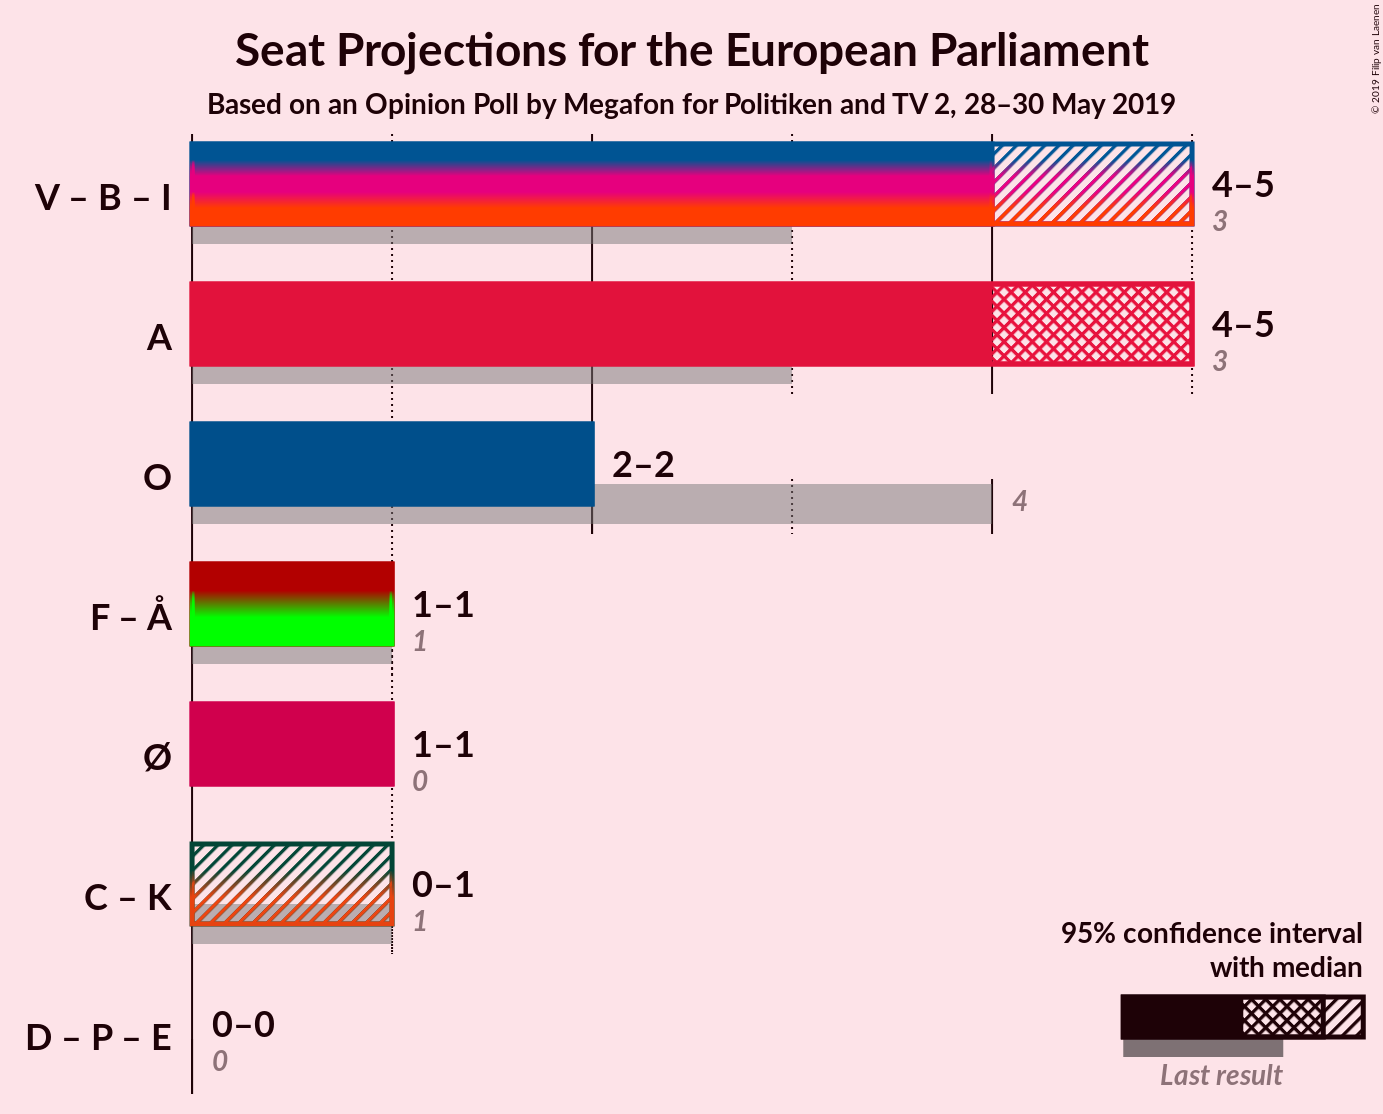 Seat Projections for the European Parliament
Based on an Opinion Poll by Megafon for Politiken and TV 2, 28–30 May 2019
© 2019 Filip van Laenen
V – B – I
4–5
3
A
4–5
3
O
2–2
4
F – Å
1–1
1
Ø
1–1
0
C – K
0–1
1
D – P – E
0–0
0
95% confidence interval
with median
Last result